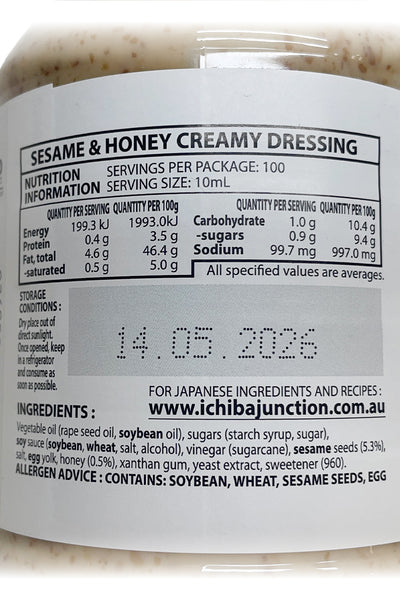 SESAME & HONEY CREAMY DRESSING
NUTRITION INFORMATION
SERVINGS PER PACKAGE: 100
SERVING SIZE: 10mL
QUANTITY PER SERVING QUANTITY PER 100g
Energy 199.3 kJ 1993.0kJ
Protein 0.4 g 3.5 g
Fat, total 4.6 g 46.4 g
-saturated 0.5 g 5.0 g
QUANTITY PER SERVING QUANTITY PER 100g
Carbohydrate 1.0 g 10.4 g
-sugars 0.9 g 9.4 g
Sodium 99.7 mg 997.0 mg
All specified values are averages.
STORAGE
CONDITIONS :
Dry place out of
direct sunlight.
Once opened, keep
in a refrigerator
and consume as
soon as possible.
14.05.2026
FOR JAPANESE INGREDIENTS AND RECIPES :
www.ichibajunction.com.au
INGREDIENTS :
Vegetable oil (rape seed oil, soybean oil), sugars (starch syrup, sugar),
soy sauce (soybean, wheat, salt, alcohol), vinegar (sugarcane), sesame seeds (5.3%),
salt, egg yolk, honey (0.5%), xanthan gum, yeast extract, sweetener (960).
ALLERGEN ADVICE : CONTAINS: SOYBEAN, WHEAT, SESAME SEEDS, EGG